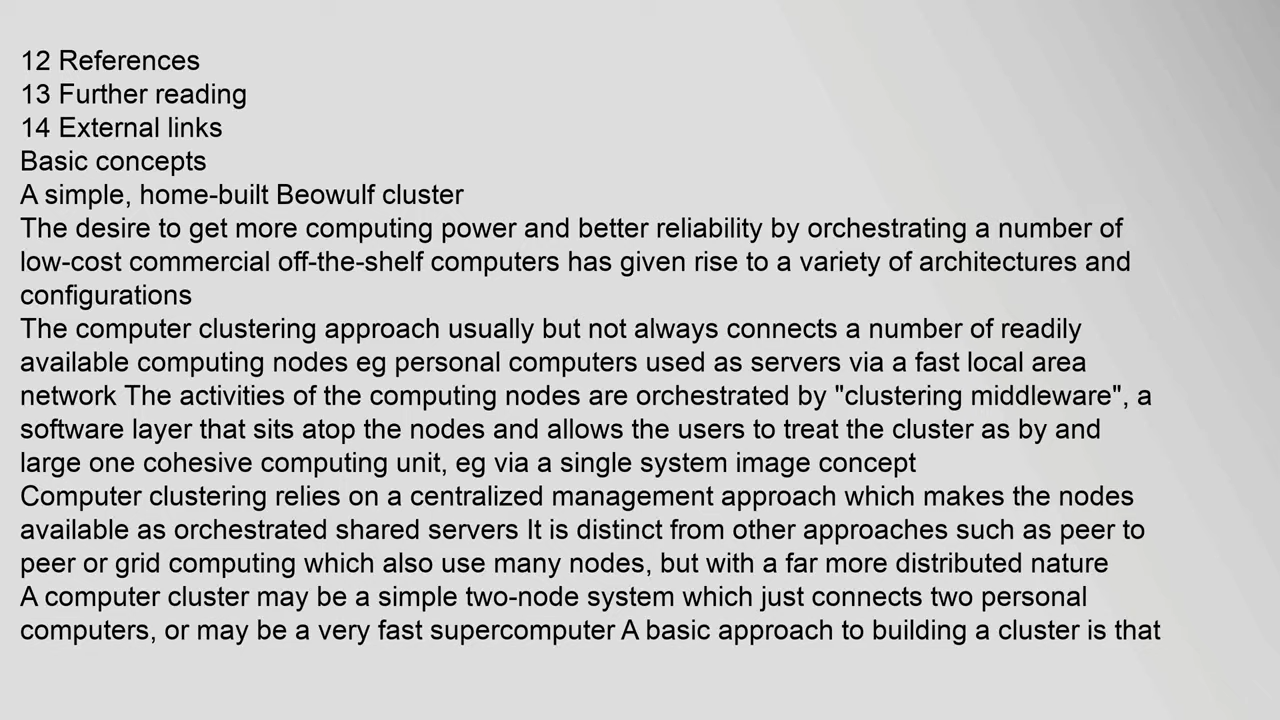 12 References
13 Further reading
14 External links
Basic concepts
A simple, home-built Beowulf cluster
The desire to get more computing power and better reliability by orchestrating a number of
low-cost commercial off-the-shelf computers has given rise to a variety of architectures and
configurations
The computer clustering approach usually but not always connects a number of readily
available computing nodes eg personal computers used as servers via a fast local area
network The activities of the computing nodes are orchestrated by "clustering middleware", a
software layer that sits atop the nodes and allows the users to treat the cluster as by and
large one cohesive computing unit, eg via a single system image concept
Computer clustering relies on a centralized management approach which makes the nodes
available as orchestrated shared servers It is distinct from other approaches such as peer to
peer or grid computing which also use many nodes, but with a far more distributed nature
A computer cluster may be a simple two-node system which just connects two personal
computers, or may be a very fast supercomputer A basic approach to building a cluster is that